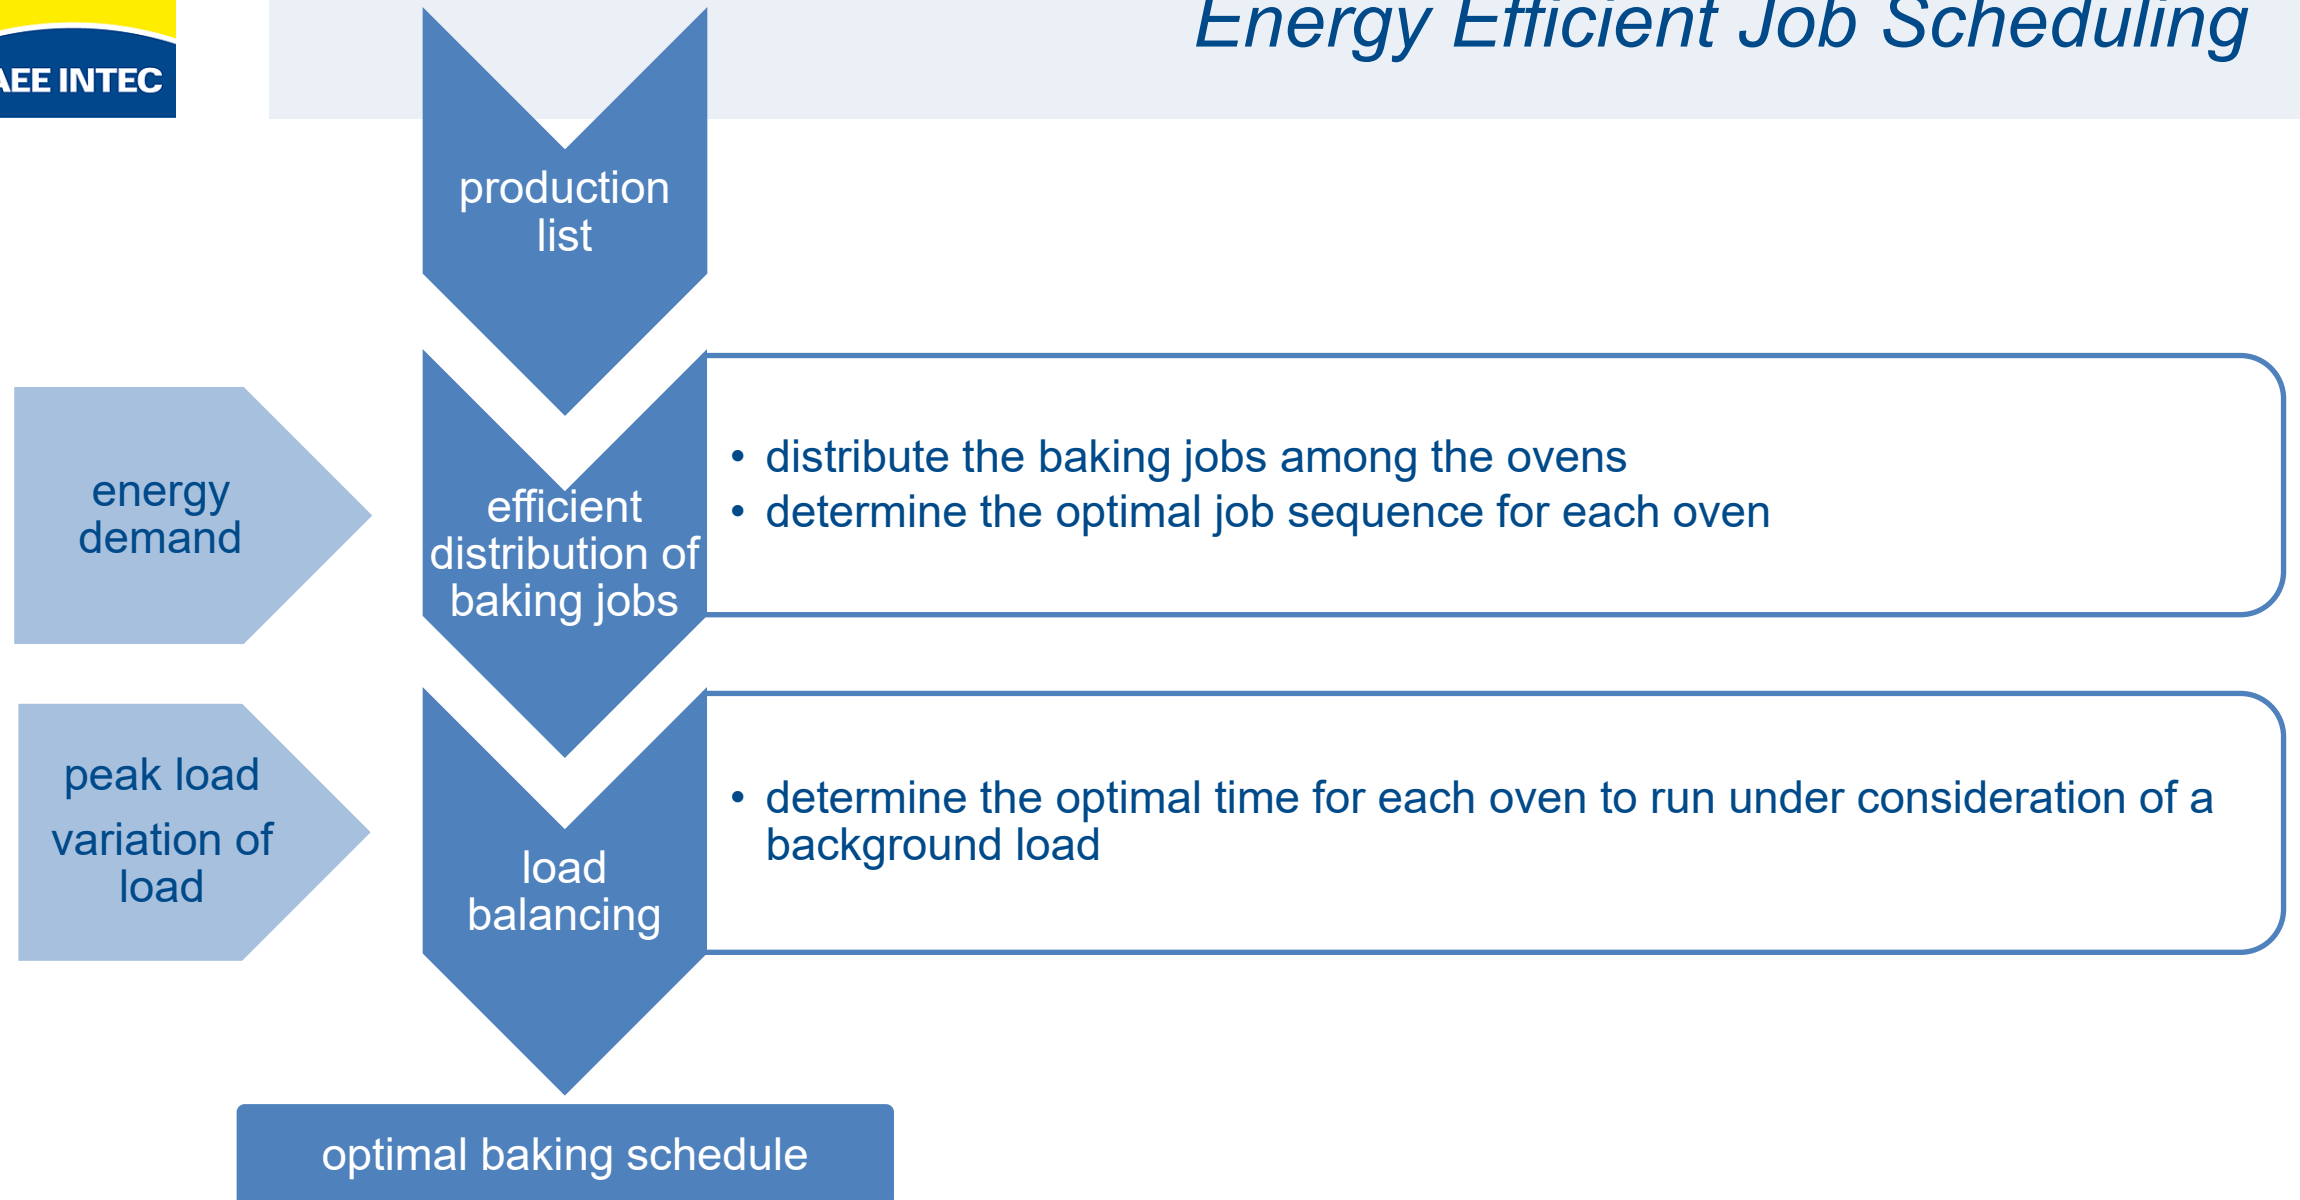 Energy Efficient Job Scheduling
AEE INTEC
production
list
energy
demand
efficient
distribution of
baking jobs
• distribute the baking jobs among the ovens
• determine the optimal job sequence for each oven
peak load
variation of
load
load
balancing
• determine the optimal time for each oven to run under consideration of a
background load
optimal baking schedule